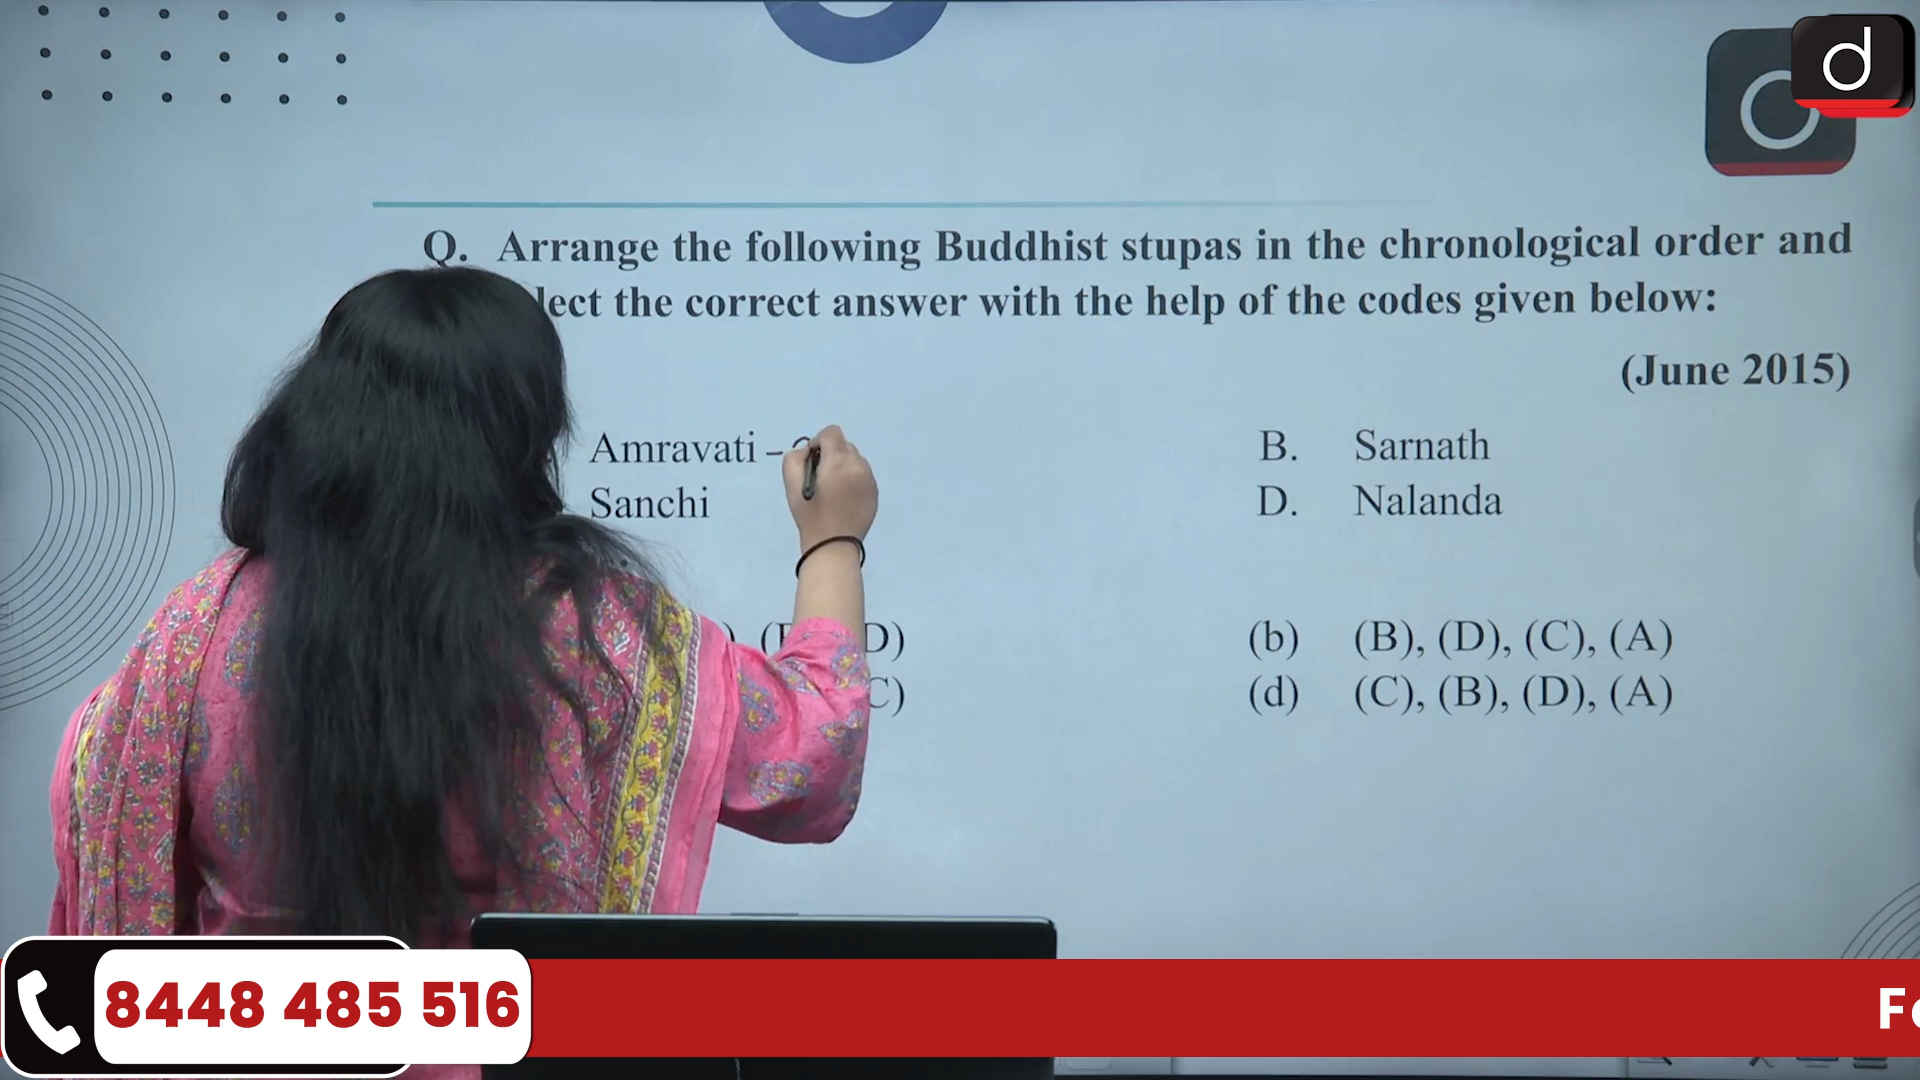 Q. Arrange the following Buddhist stupas in the chronological order and
lect the correct answer with the help of the codes given below:
(June 2015)
Amravati – B. Sarnath
Sanchi D. Nalanda
D) (b) (B), (D), (C), (A)
C) (d) (C), (B), (D), (A)
8448 485 516
d